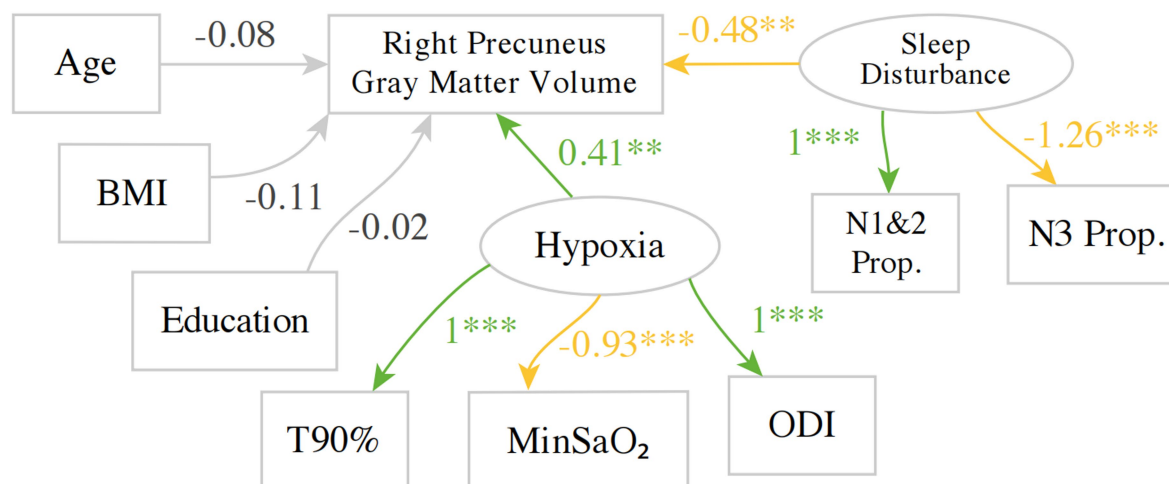 Age
-0.08
Right Precuneus
Gray Matter Volume
-0.48**
Sleep
Disturbance
BMI
-0.11
0.41**
1***
-1.26***
-0.02
Hypoxia
N1&2
Prop.
N3 Prop.
Education
1***
-0.93***
1***
T90%
MinSaO₂
ODI